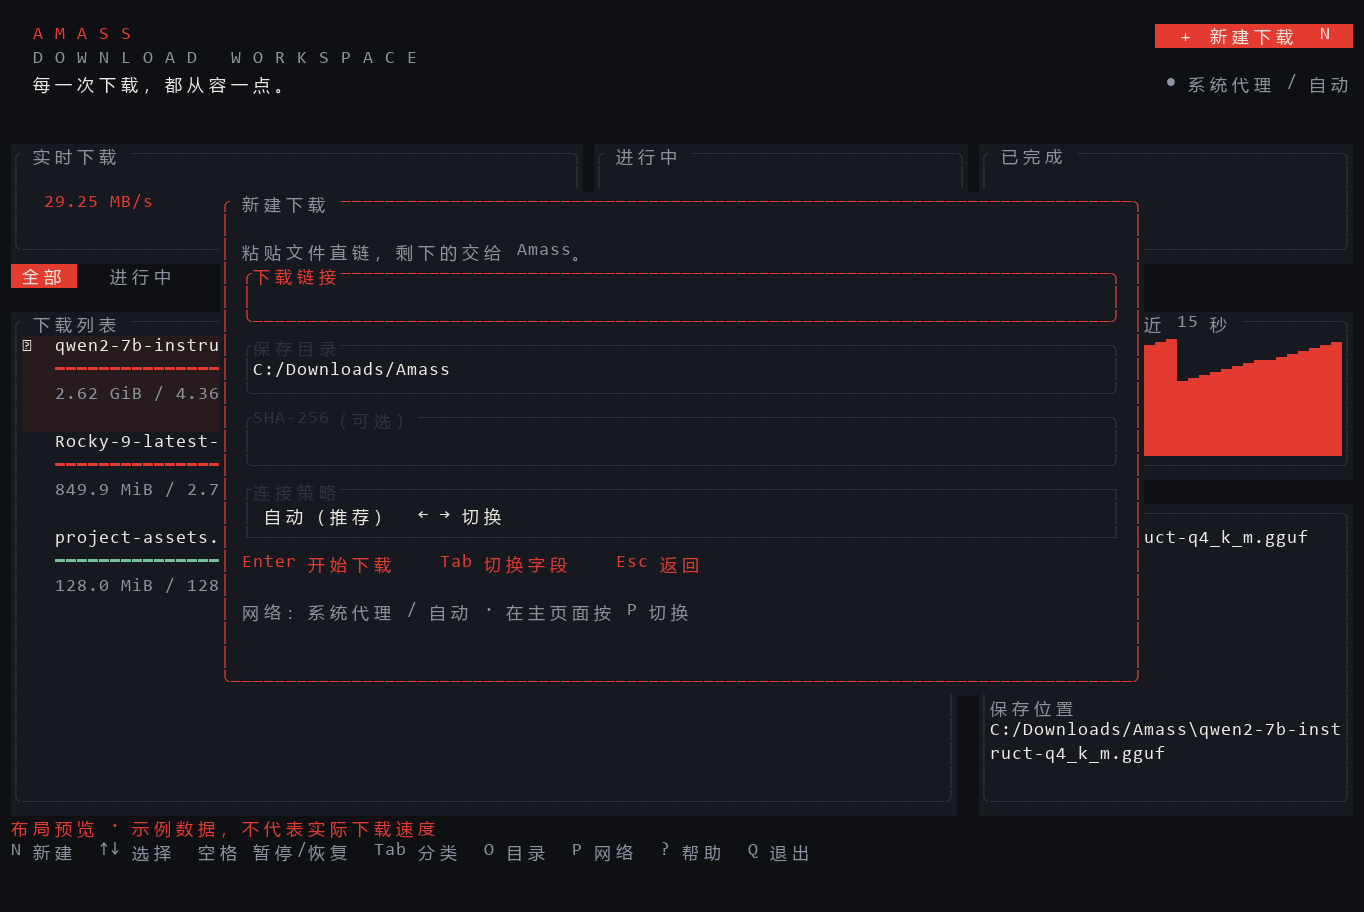 AMASS
+ 新建下载 N
DOWNLOAD WORKSPACE
每一次下载，都从容一点。
● 系统代理 / 自动
实时下载
进行中
已完成
29.25 MB/s
新建下载
粘贴文件直链，剩下的交给 Amass。
全部 进行中
下载链接
下载列表
近 15 秒
qwen2-7b-instru
保存目录
C:/Downloads/Amass
2.62 GiB / 4.36
SHA-256 (可选)
Rocky-9-latest-
849.9 MiB / 2.7
连接策略
自动 (推荐) ← → 切换
project-assets.
uct-q4_k_m.gguf
Enter 开始下载 Tab 切换字段 Esc 返回
128.0 MiB / 128
网络: 系统代理 / 自动 · 在主页面按 P 切换
保存位置
C:/Downloads/Amass\qwen2-7b-inst
ruct-q4_k_m.gguf
布局预览 · 示例数据，不代表实际下载速度
N 新建 ↑↓ 选择 空格 暂停/恢复 Tab 分类 O 目录 P 网络 ? 帮助 Q 退出